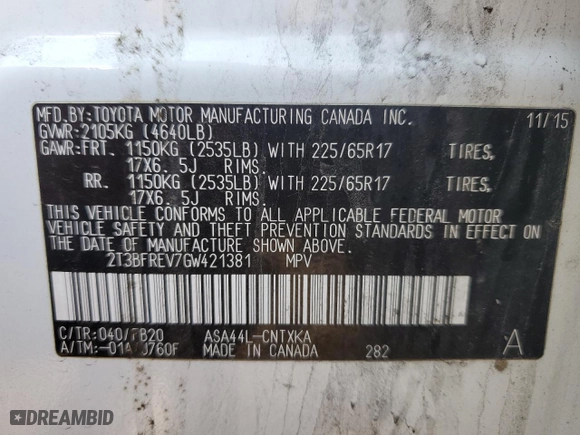 MFD.BY:TOYOTA MOTOR MANUFACTURING CANADA INC. 11/15
GVWR:2105KG (4640LB)
GAWR:FRT. 1150KG (2535LB) WITH 225/65R17 TIRES,
17X6. 5J RIMS.
RR. 1150KG (2535LB) WITH 225/65R17 TIRES,
17X6. 5J RIMS.
THIS VEHICLE CONFORMS TO ALL APPLICABLE FEDERAL MOTOR
VEHICLE SAFETY AND THEFT PREVENTION STANDARDS IN EFFECT ON
THE DATE OF MANUFACTURE SHOWN ABOVE.
2T3BFREV7GW421381 MPV
C/TR: ASA44L-CNTXKA A
A/TM: MADE IN CANADA 282
DREAMBID